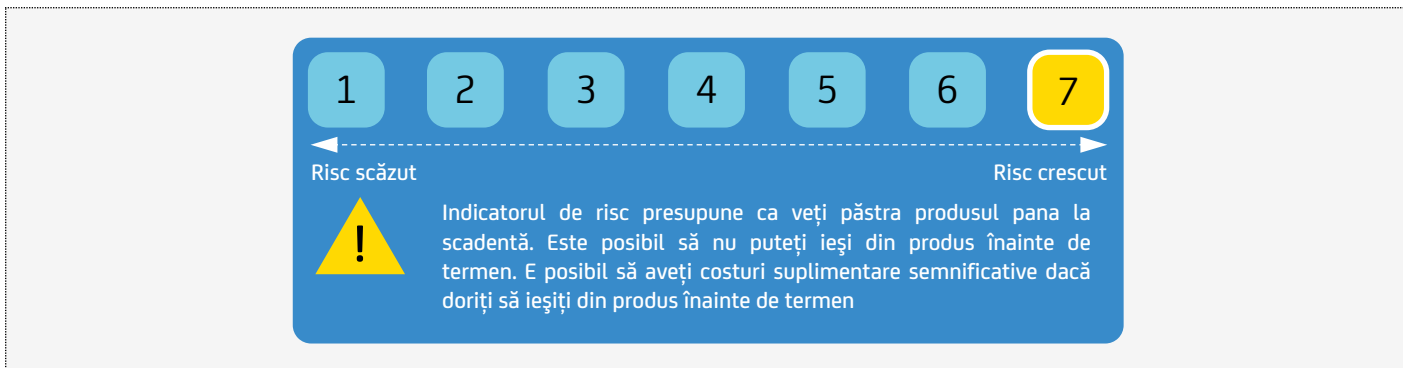 1 2 3 4 5 6 7
Risc scăzut Risc crescut
!
Indicatorul de risc presupune ca veți păstra produsul pana la
scadentă. Este posibil să nu puteți ieși din produs înainte de
termen. E posibil să aveți costuri suplimentare semnificative dacă
doriți să ieșiți din produs înainte de termen